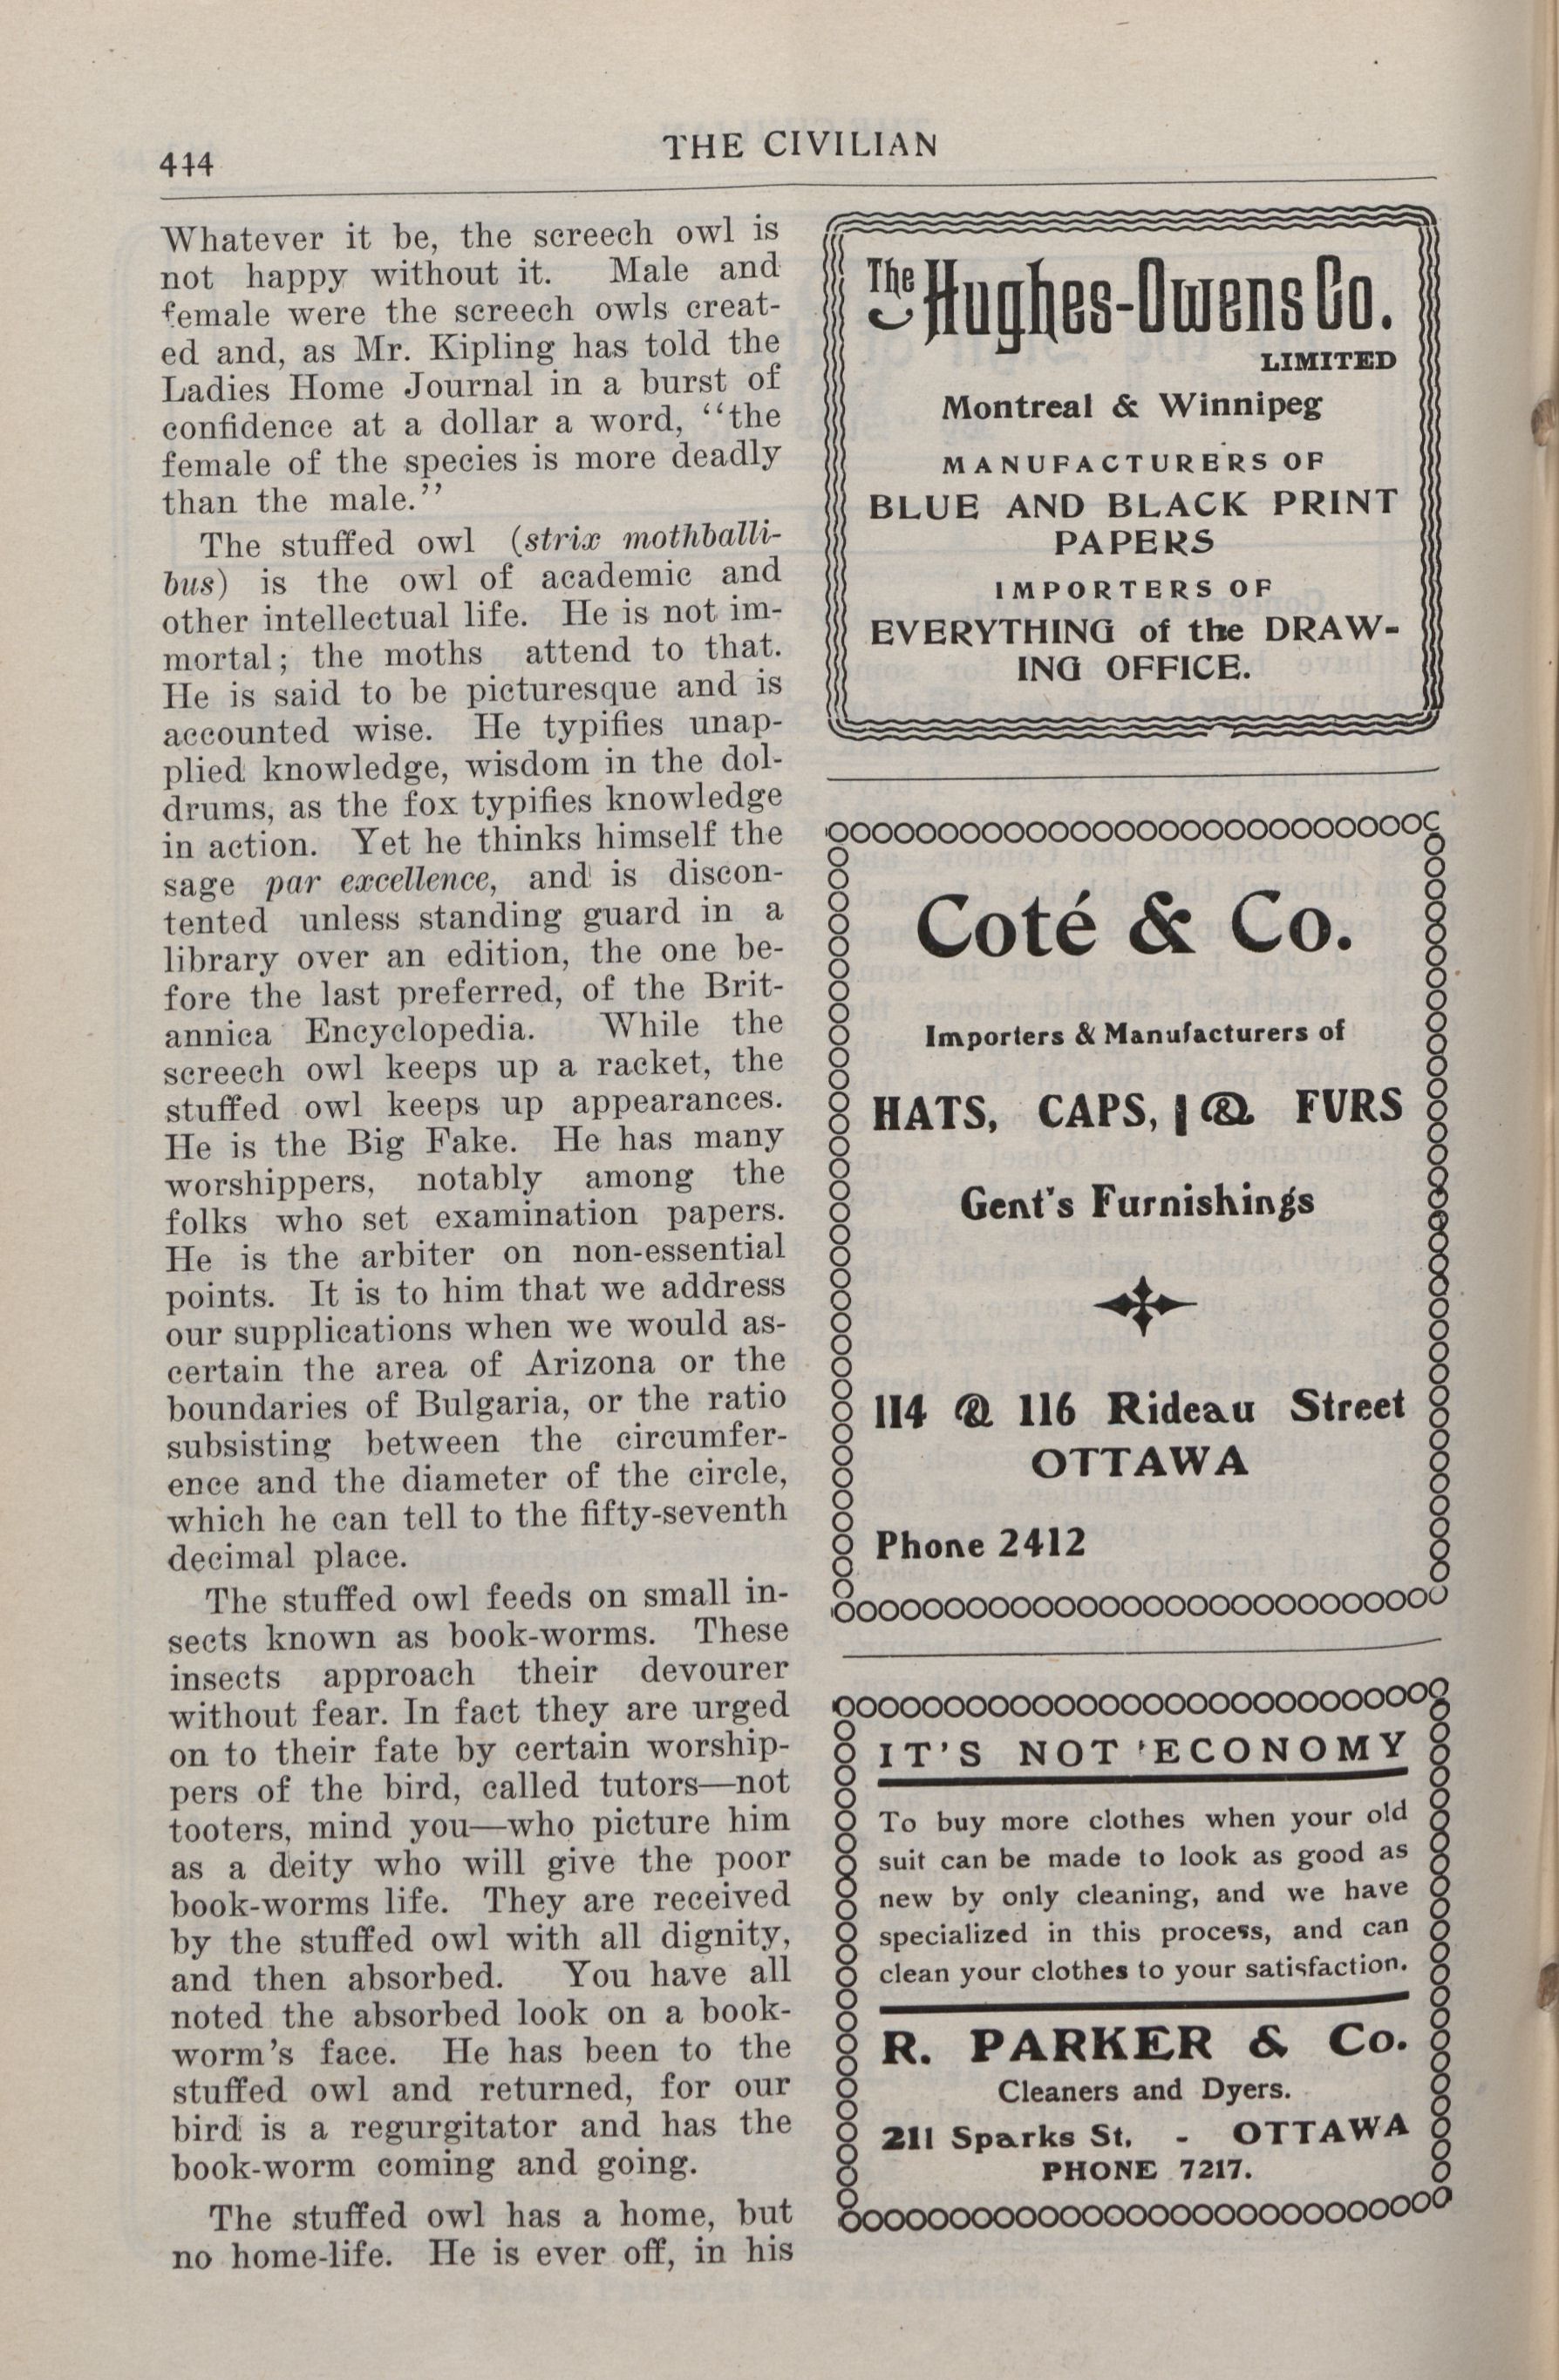 444
THE CIVILIAN
Whatever it be, the screech owl is
not happy without it. Male and
female were the screech owls creat-
ed and, as Mr. Kipling has told the
Ladies Home Journal in a burst of
confidence at a dollar a word, “the
female of the species is more deadly
than the male.”
The stuffed owl (strix mothballi-
bus) is the owl of academic and
other intellectual life. He is not im-
mortal; the moths attend to that.
He is said to be picturesque and is
accounted wise. He typifies unap-
plied knowledge, wisdom in the dol-
drums, as the fox typifies knowledge
in action. Yet he thinks himself the
sage par excellence, and is discon-
tented unless standing guard in a
library over an edition, the one be-
fore the last preferred, of the Brit-
annica Encyclopedia. While the
screech owl keeps up a racket, the
stuffed owl keeps up appearances.
He is the Big Fake. He has many
worshippers, notably among the
folks who set examination papers.
He is the arbiter on non-essential
points. It is to him that we address
our supplications when we would as-
certain the area of Arizona or the
boundaries of Bulgaria, or the ratio
subsisting between the circumfer-
ence and the diameter of the circle,
which he can tell to the fifty-seventh
decimal place.
The stuffed owl feeds on small in-
sects known as book-worms. These
insects approach their devourer
without fear. In fact they are urged
on to their fate by certain worship-
pers of the bird, called tutors—not
tooters, mind you—who picture him
as a deity who will give the poor
book-worms life. They are received
by the stuffed owl with all dignity,
and then absorbed. You have all
noted the absorbed look on a book-
worm's face. He has been to the
stuffed owl and returned, for our
bird is a regurgitator and has the
book-worm coming and going.
The stuffed owl has a home, but
no home-life. He is ever off, in his
The Hughes-Owens Co.
LIMITED
Montreal & Winnipeg
MANUFACTURERS OF
BLUE AND BLACK PRINT
PAPERS
IMPORTERS OF
EVERYTHING of the DRAW-
ING OFFICE.
Coté & Co.
Importers & Manufacturers of
HATS, CAPS, & FURS
Gent's Furnishings
114 & 116 Rideau Street
OTTAWA
Phone 2412
IT'S NOT ECONOMY
To buy more clothes when your old
suit can be made to look as good as
new by only cleaning, and we have
specialized in this process, and can
clean your clothes to your satisfaction.
R. PARKER & Co.
Cleaners and Dyers.
211 Sparks St. - OTTAWA
PHONE 7217.